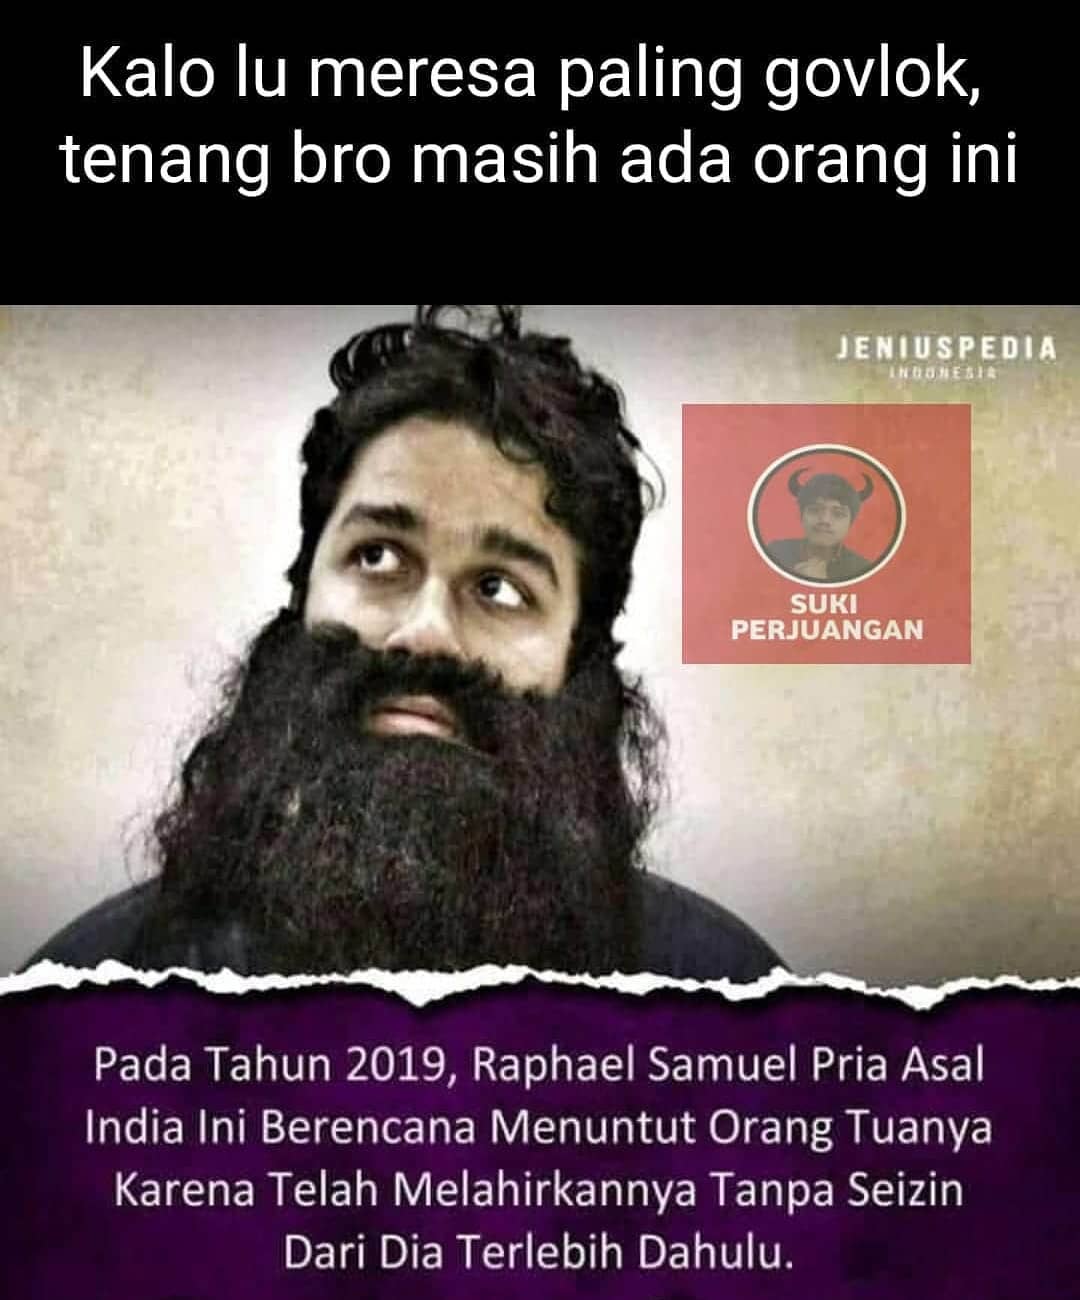 Kalo lu meresa paling govlok,
tenang bro masih ada orang ini
JENIUSPEDIA
INDONESIA
SUKI
PERJUANGAN
Pada Tahun 2019, Raphael Samuel Pria Asal
India Ini Berencana Menuntut Orang Tuanya
Karena Telah Melahirkannya Tanpa Seizin
Dari Dia Terlebih Dahulu.